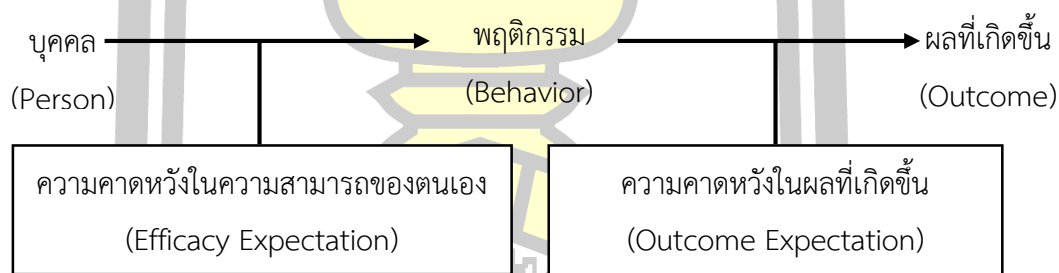 บุคคล
พฤติกรรม
ผลที่เกิดขึ้น
(Person)
(Behavior)
(Outcome)
ความคาดหวังในความสามารถของตนเอง
(Efficacy Expectation)
ความคาดหวังในผลที่เกิดขึ้น
(Outcome Expectation)